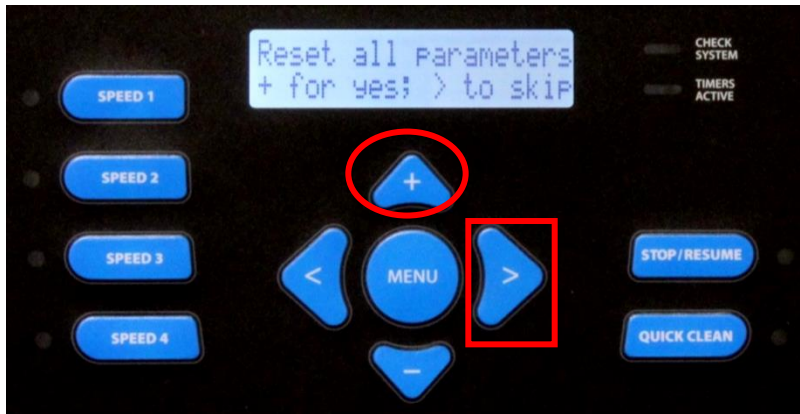 Reset all parameters
+ for yes; > to skip
CHECK
SYSTEM
TIMERS
ACTIVE
SPEED 1
SPEED 2
SPEED 3
SPEED 4
+
<
MENU
>
–
STOP/RESUME
QUICK CLEAN